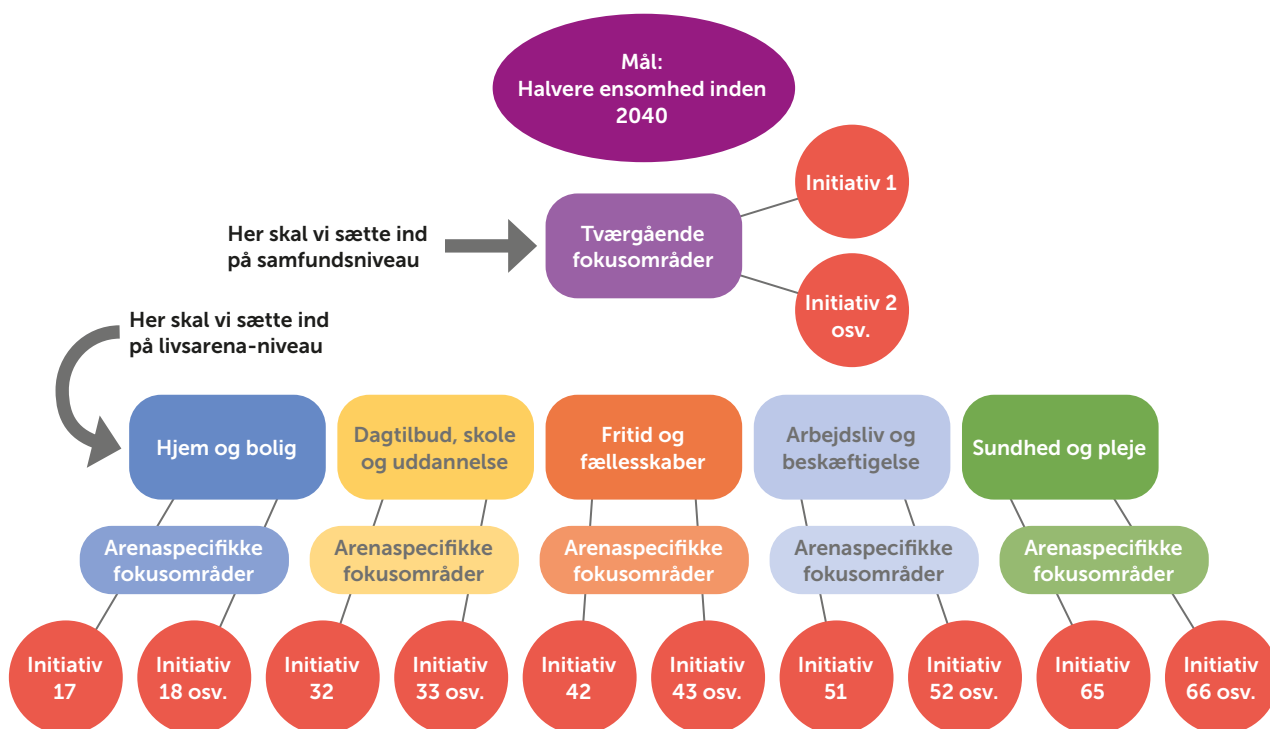 Mål:
Halvere ensomhed inden
2040
Initiativ 1
Her skal vi sætte ind
på samfundsniveau
Tværgående
fokusområder
Initiativ 2
osv.
Her skal vi sætte ind
på livsarena-niveau
Hjem og bolig
Dagtilbud, skole
og uddannelse
Fritid og
fællesskaber
Arbejdsliv og
beskæftigelse
Sundhed og pleje
Arenaspecifikke
fokusområder
Arenaspecifikke
fokusområder
Arenaspecifikke
fokusområder
Arenaspecifikke
fokusområder
Arenaspecifikke
fokusområder
Initiativ
17
Initiativ
18 osv.
Initiativ
32
Initiativ
33 osv.
Initiativ
42
Initiativ
43 osv.
Initiativ
51
Initiativ
52 osv.
Initiativ
65
Initiativ
66 osv.